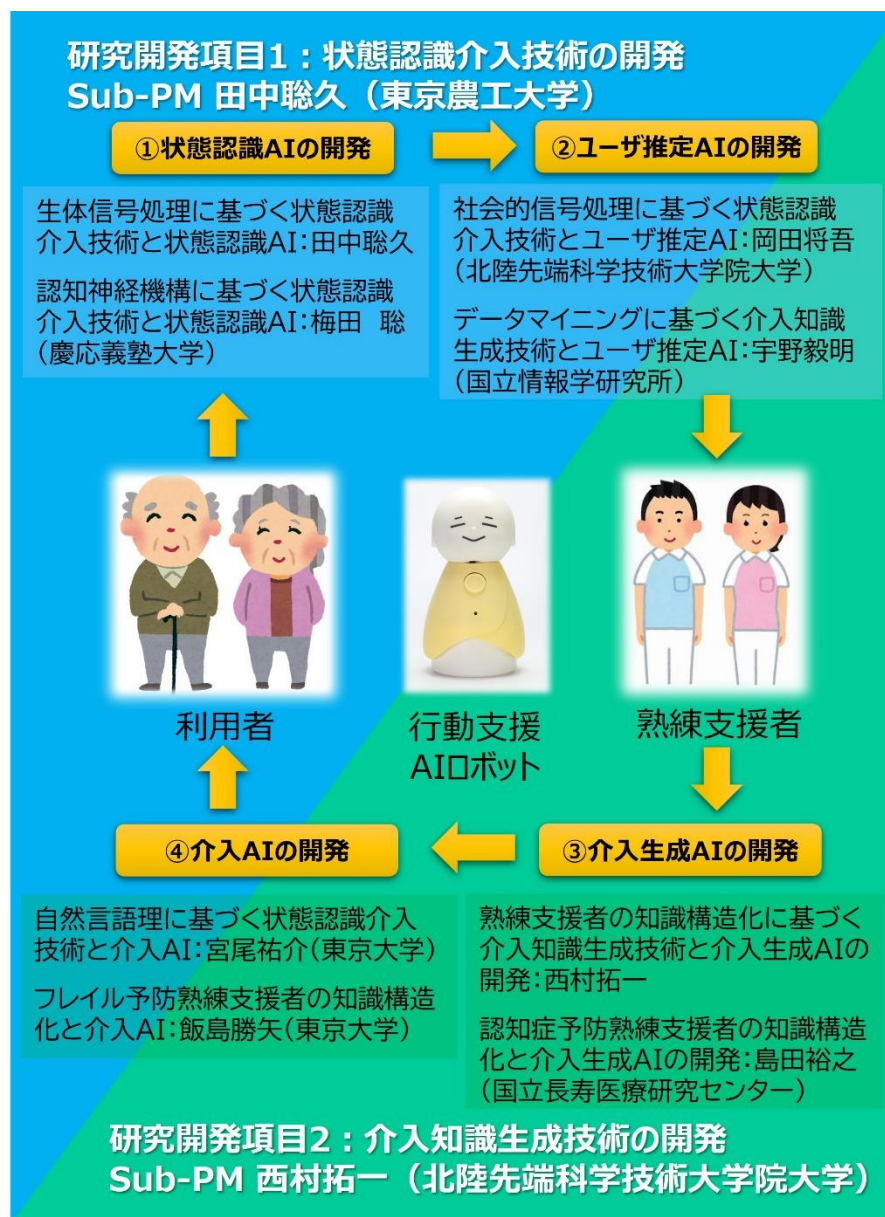 研究開発項目1：状態認識介入技術の開発
Sub-PM 田中聡久（東京農工大学）
①状態認識AIの開発
生体信号処理に基づく状態認識
介入技術と状態認識AI：田中聡久
認知神経機構に基づく状態認識
介入技術と状態認識AI：梅田　聡
（慶応義塾大学）
②ユーザ推定AIの開発
社会的信号処理に基づく状態認識
介入技術とユーザ推定AI：岡田将吾
（北陸先端科学技術大学院大学）
データマイニングに基づく介入知識
生成技術とユーザ推定AI：宇野毅明
（国立情報学研究所）
利用者
行動支援
AIロボット
熟練支援者
④介入AIの開発
自然言語理に基づく状態認識介入
技術と介入AI：宮尾祐介（東京大学）
フレイル予防熟練支援者の知識構造
化と介入AI：飯島勝矢（東京大学）
③介入生成AIの開発
熟練支援者の知識構造化に基づく
介入知識生成技術と介入生成AIの
開発：西村拓一
認知症予防熟練支援者の知識構造
化と介入生成AIの開発：島田裕之
（国立長寿医療研究センター）
研究開発項目2：介入知識生成技術の開発
Sub-PM 西村拓一（北陸先端科学技術大学院大学）